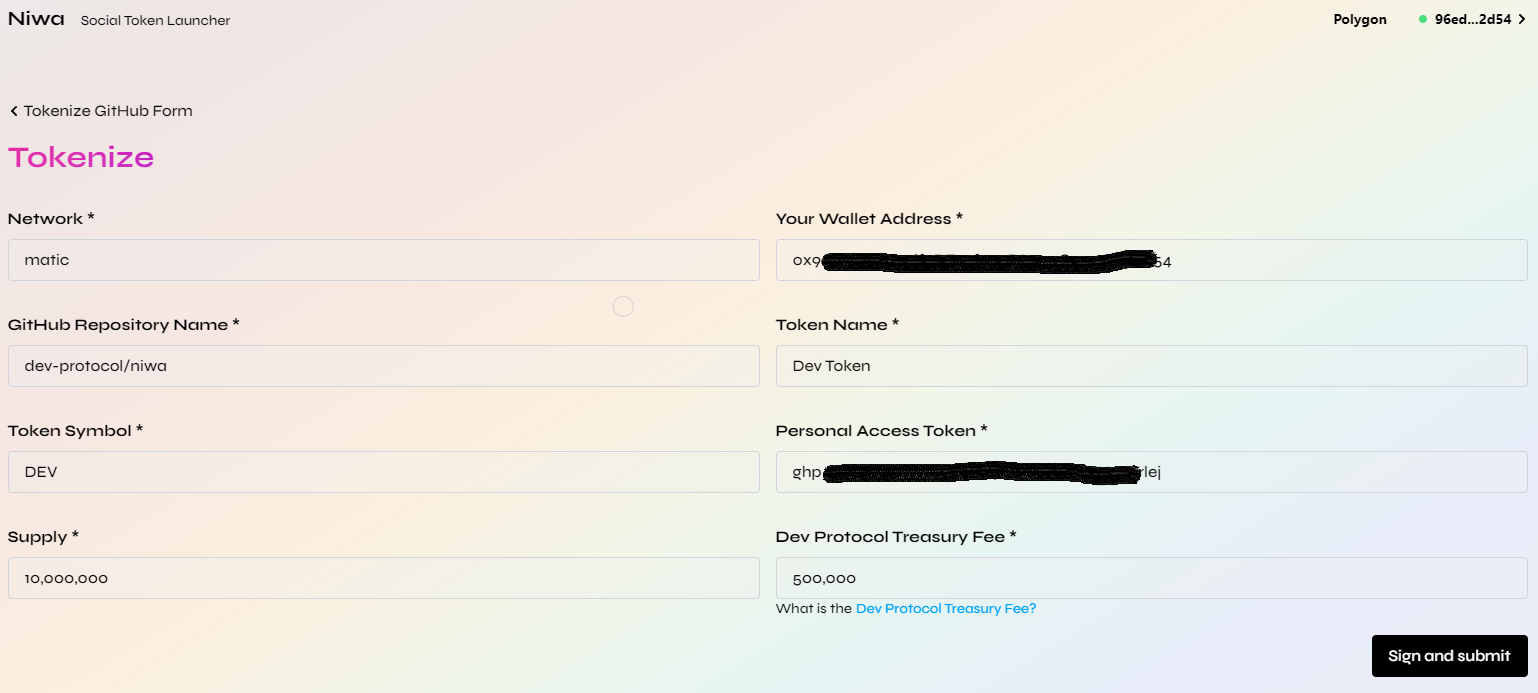 Niwa Social Token Launcher Polygon 96ed...2d54
Tokenize GitHub Form
Tokenize
Network * Your Wallet Address *
matic 0x9 54
GitHub Repository Name * Token Name *
dev-protocol/niwa Dev Token
Token Symbol * Personal Access Token *
DEV ghp rlej
Supply * Dev Protocol Treasury Fee *
10,000,000 500,000
What is the Dev Protocol Treasury Fee?
Sign and submit